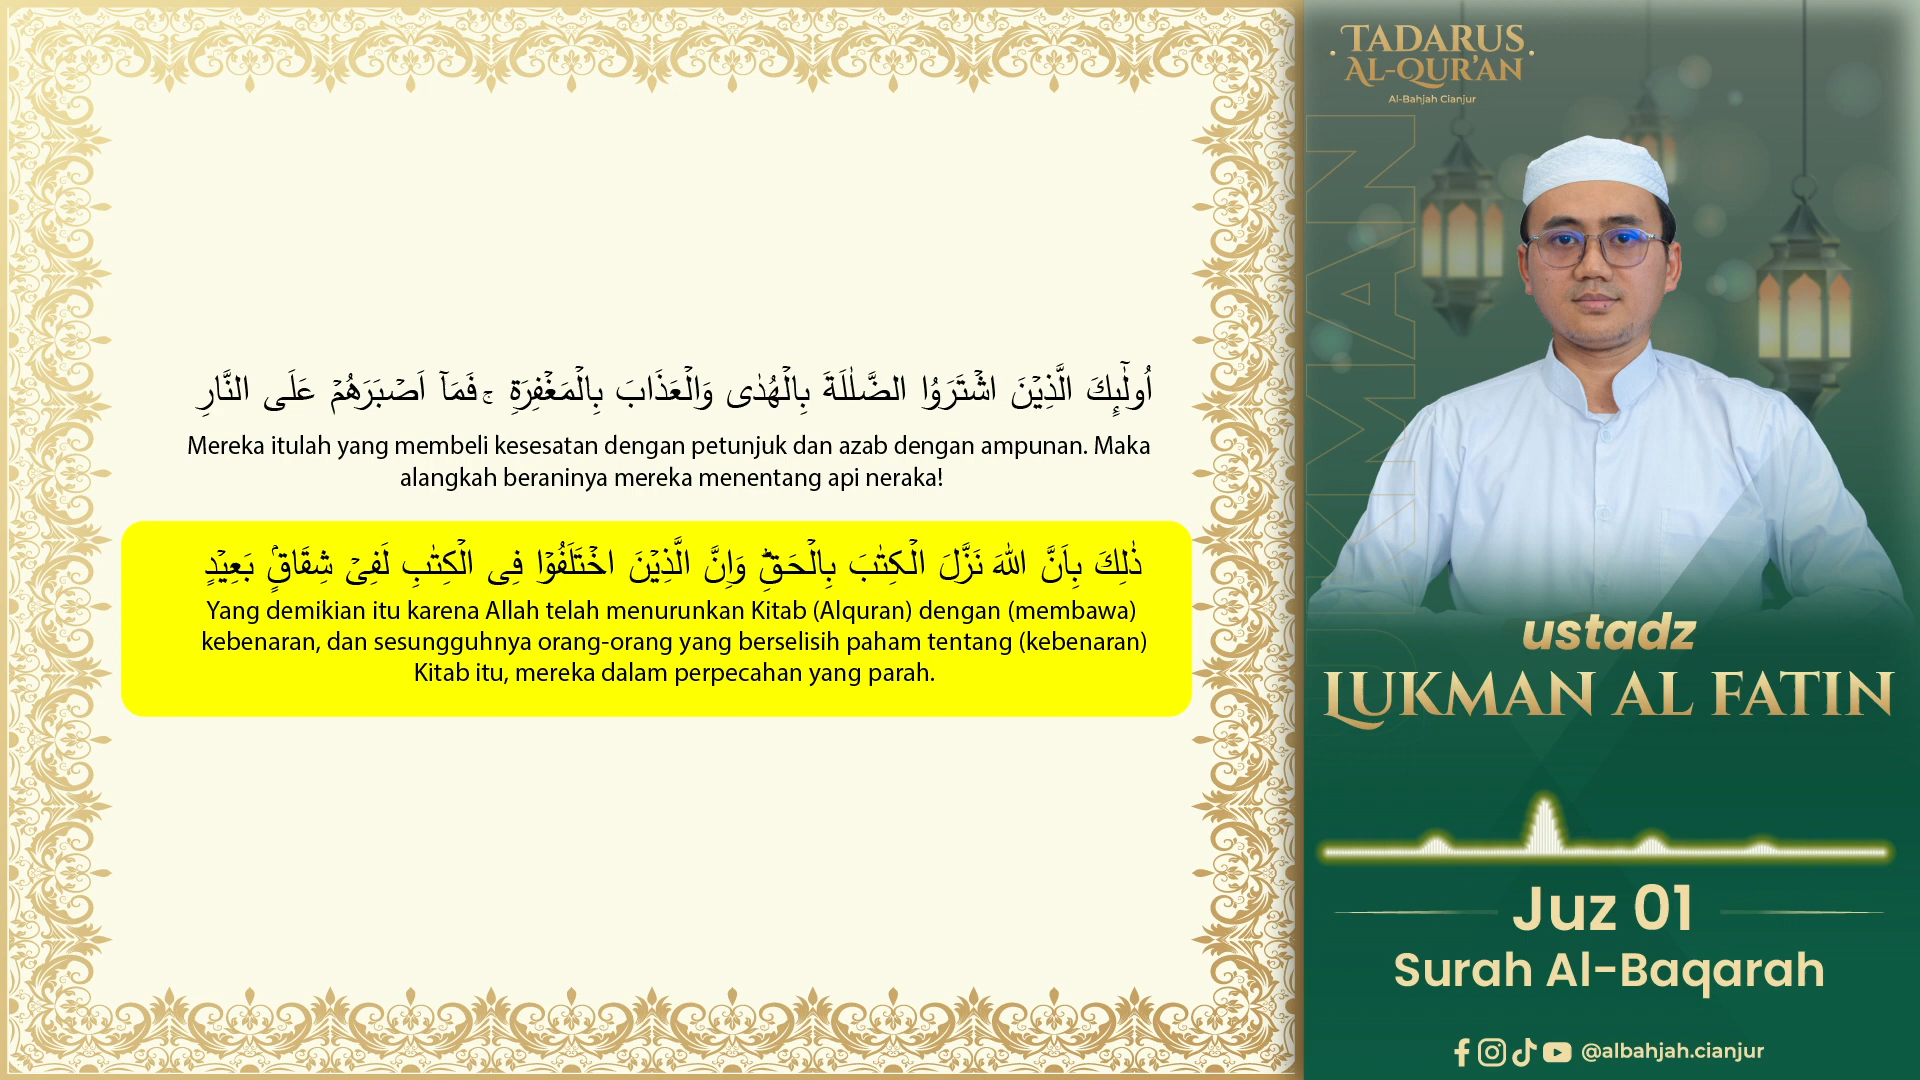 اُولٰٓىِٕكَ الَّذِيْنَ اشْتَرَوُا الضَّلٰلَةَ بِالْهُدٰى وَالْعَذَابَ بِالْمَغْفِرَةِ ۚ فَمَآ اَصْبَرَهُمْ عَلَى النَّارِ
Mereka itulah yang membeli kesesatan dengan petunjuk dan azab dengan ampunan. Maka
alangkah beraninya mereka menentang api neraka!
ذٰلِكَ بِاَنَّ اللّٰهَ نَزَّلَ الْكِتٰبَ بِالْحَقِّۗ وَاِنَّ الَّذِيْنَ اخْتَلَفُوْا فِى الْكِتٰبِ لَفِيْ شِقَاقٍۢ بَعِيْدٍ
Yang demikian itu karena Allah telah menurunkan Kitab (Alquran) dengan (membawa)
kebenaran, dan sesungguhnya orang-orang yang berselisih paham tentang (kebenaran)
Kitab itu, mereka dalam perpecahan yang parah.
TADARUS
AL-QUR'AN
Al-Bahjah Cianjur
LUKMAN
ustadz
LUKMAN AL FATIN
Juz 01
Surah Al-Baqarah
@albahjah.cianjur